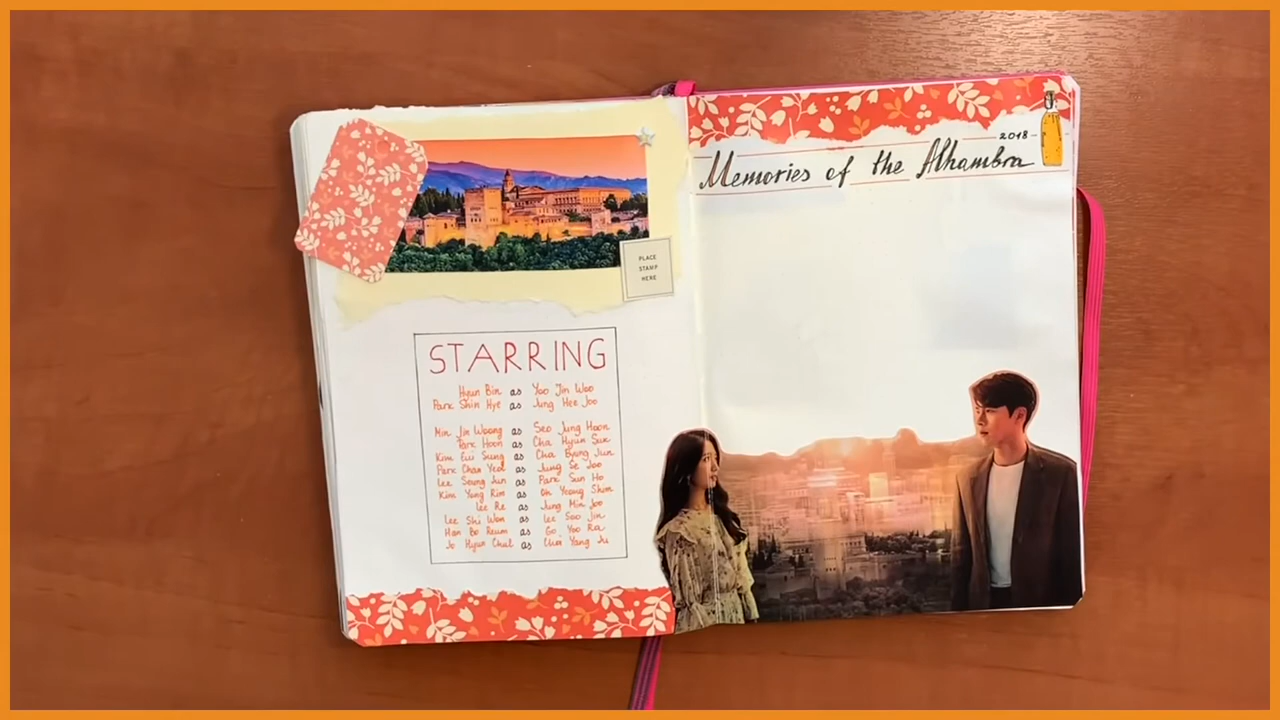 PLACE
STAMP
HERE
STARRING
Hyun Bin as Yoo Jin Woo
Park Shin Hye as Jung Hee Joo
Min Jin Woong as Seo Jung Hoon
Park Hoon as Cha Hyun Suk
Kim Eui Sung as Cha Byung Jun
Park Chan Yeol as Jung Se Joo
Lee Seung Jun as Park Sun Ho
Kim Yong Rim as Oh Yeong Shim
Lee Re as Jung Min Joo
Lee Shi Won as Lee Soo Jin
Han Bo Reum as Go Yoo Ra
Jo Hyun Chul as Choi Yang Ju
2018
Memories of the Alhambra